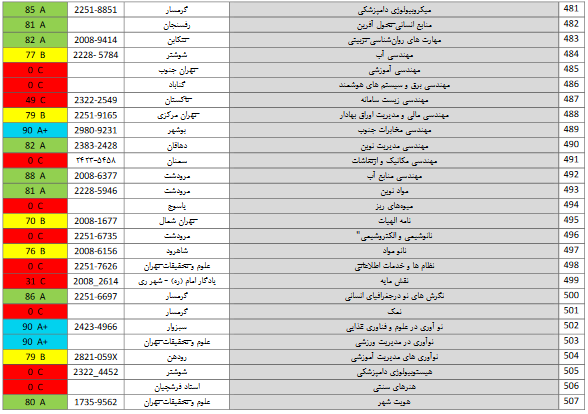 481 میکروبیولوژی دامپزشکی گرمسار 2251-8851 85 A
482 منابع انسانی تحول آفرین رفسنجان 81 A
483 مهارت های روان‌شناسی تربیتی تنکابن 2008-9414 82 A
484 مهندسی آب شوشتر 2228- 5784 77 B
485 مهندسی آموزشی تهران جنوب 0 C
486 مهندسی برق و سیستم های هوشمند گناباد 0 C
487 مهندسی زیست سامانه تاکستان 2322-2549 49 C
488 مهندسی مالی و مدیریت اوراق بهادار تهران مرکزی 2251-9165 79 B
489 مهندسی مخابرات جنوب بوشهر 2980-9231 90 A+
490 مهندسی مدیریت نوین دهاقان 2383-2428 82 A
491 مهندسی مکانیک و ارتعاشات سمنان ۲۴۲۳-۵۴۵۸ 0 C
492 مهندسی منابع آب مرودشت 2008-6377 88 A
493 مواد نوین مرودشت 2228-5946 81 A
494 میوه‌های ریز یاسوج 0 C
495 نامه الهیات تهران شمال 2008-1677 70 B
496 نانوشیمی و الکتروشیمی" مرودشت 2251-6735 0 C
497 نانو مواد شاهرود 2008-6156 76 B
498 نظام ها و خدمات اطلاعاتی علوم و تحقیقات تهران 2251-7626 0 C
499 نقش مایه یادگار امام (ره) - شهر ری 2008_2614 31 C
500 نگرش های نو درجغرافیای انسانی گرمسار 2251-6697 86 A
501 نمک گرمسار 0 C
502 نو آوری در علوم و فناوری غذایی سبزوار 2423-4966 90 A+
503 نوآوری در مدیریت ورزشی علوم و تحقیقات تهران 90 A+
504 نوآوری های مدیریت آموزشی رودهن 2821-059X 79 B
505 هیستوبیولوژی دامپزشکی شوشتر 2322_4452 0 C
506 هنرهای سنتی استاد فرشچیان 0 C
507 هویت شهر علوم و تحقیقات تهران 1735-9562 80 A